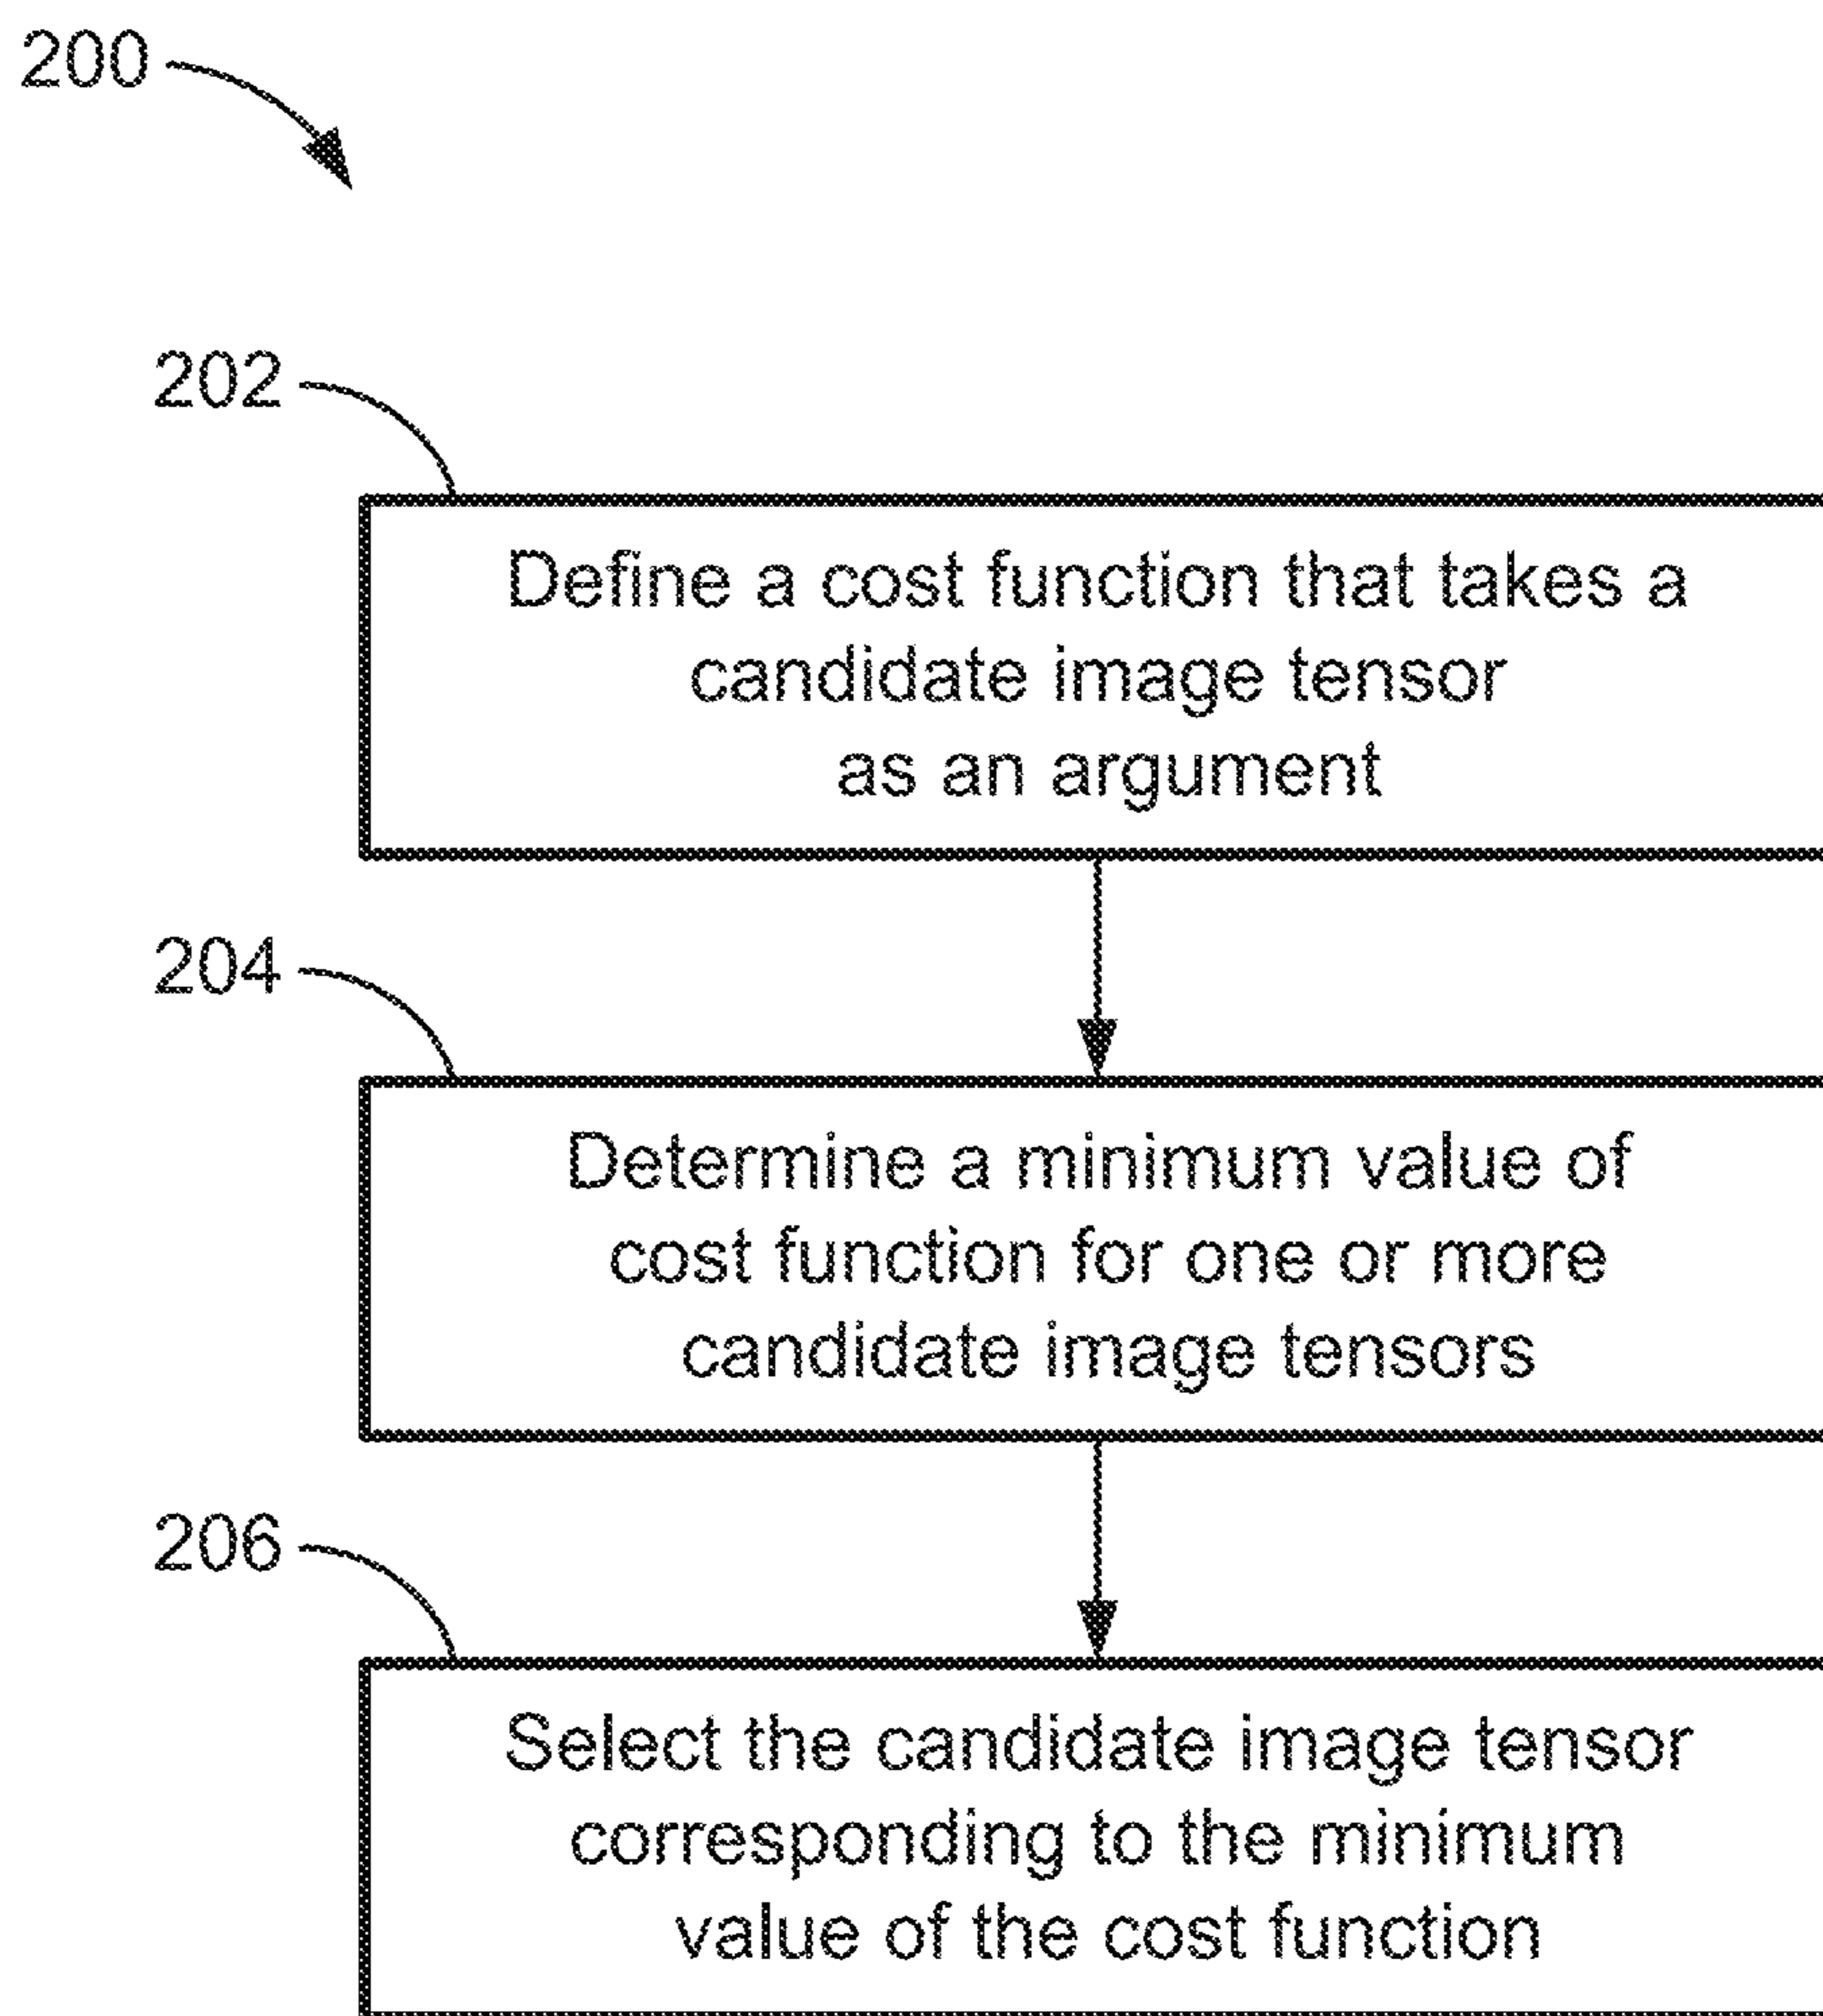 200
202
Define a cost function that takes a
candidate image tensor
as an argument
204
Determine a minimum value of
cost function for one or more
candidate image tensors
206
Select the candidate image tensor
corresponding to the minimum
value of the cost function